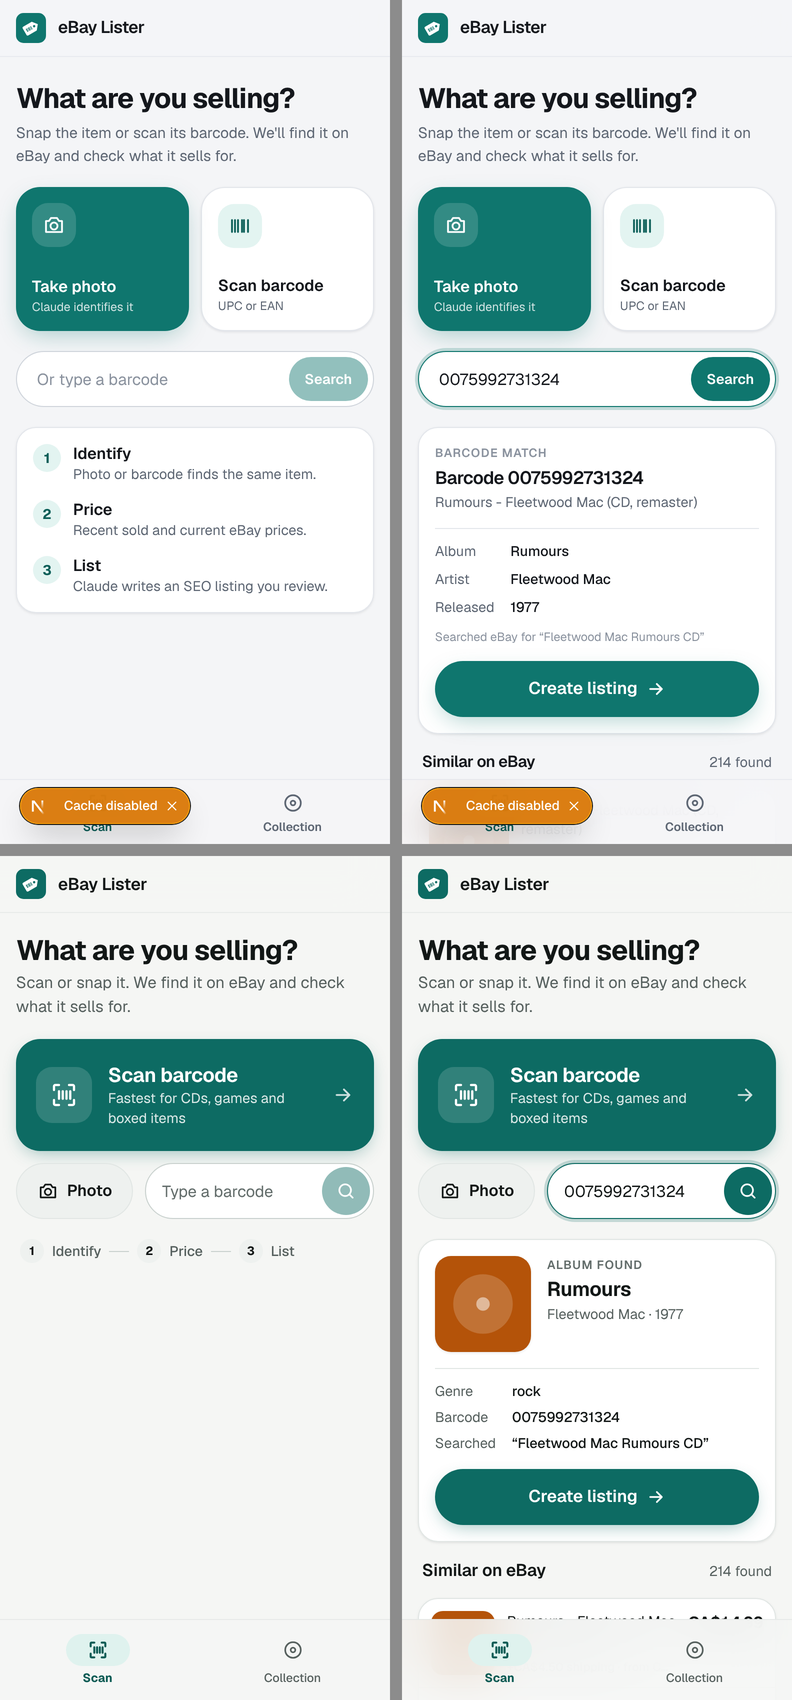 eBay Lister
What are you selling?
Snap the item or scan its barcode. We'll find it on
eBay and check what it sells for.
Take photo
Claude identifies it
Scan barcode
UPC or EAN
Or type a barcode
Search
1
Identify
Photo or barcode finds the same item.
2
Price
Recent sold and current eBay prices.
3
List
Claude writes an SEO listing you review.
N
Cache disabled
Scan
Collection
eBay Lister
What are you selling?
Snap the item or scan its barcode. We'll find it on
eBay and check what it sells for.
Take photo
Claude identifies it
Scan barcode
UPC or EAN
0075992731324
Search
BARCODE MATCH
Barcode 0075992731324
Rumours - Fleetwood Mac (CD, remaster)
Album Rumours
Artist Fleetwood Mac
Released 1977
Searched eBay for “Fleetwood Mac Rumours CD”
Create listing →
Similar on eBay 214 found
N
Cache disabled
Scan
remaster)
Collection
eBay Lister
What are you selling?
Scan or snap it. We find it on eBay and check
what it sells for.
Scan barcode
Fastest for CDs, games and
boxed items
Photo
Type a barcode
1 Identify — 2 Price — 3 List
Scan
Collection
eBay Lister
What are you selling?
Scan or snap it. We find it on eBay and check
what it sells for.
Scan barcode
Fastest for CDs, games and
boxed items
Photo
0075992731324
ALBUM FOUND
Rumours
Fleetwood Mac · 1977
Genre rock
Barcode 0075992731324
Searched “Fleetwood Mac Rumours CD”
Create listing →
Similar on eBay 214 found
Rumours - Fleetwood Mac
Scan
Collection